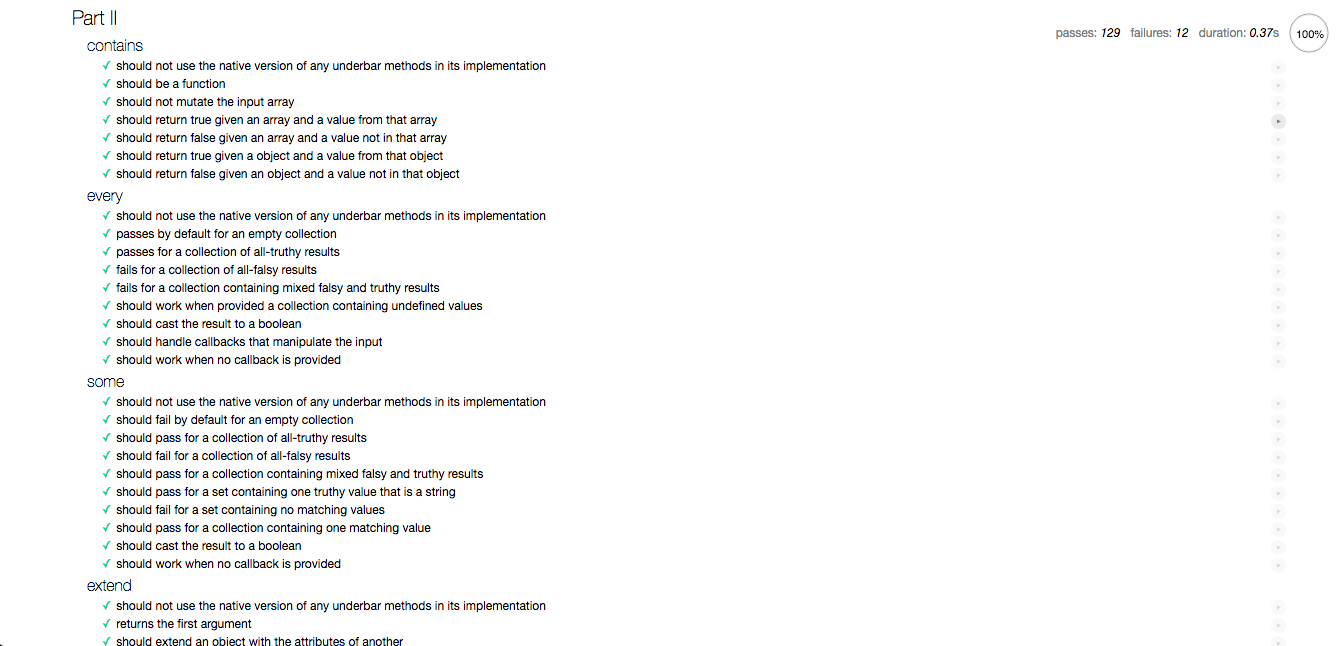 Part II
passes: 129 failures: 12 duration: 0.37s 100%
contains
✓ should not use the native version of any underbar methods in its implementation
✓ should be a function
✓ should not mutate the input array
✓ should return true given an array and a value from that array
✓ should return false given an array and a value not in that array
✓ should return true given a object and a value from that object
✓ should return false given an object and a value not in that object
every
✓ should not use the native version of any underbar methods in its implementation
✓ passes by default for an empty collection
✓ passes for a collection of all-truthy results
✓ fails for a collection of all-falsy results
✓ fails for a collection containing mixed falsy and truthy results
✓ should work when provided a collection containing undefined values
✓ should cast the result to a boolean
✓ should handle callbacks that manipulate the input
✓ should work when no callback is provided
some
✓ should not use the native version of any underbar methods in its implementation
✓ should fail by default for an empty collection
✓ should pass for a collection of all-truthy results
✓ should fail for a collection of all-falsy results
✓ should pass for a collection containing mixed falsy and truthy results
✓ should pass for a set containing one truthy value that is a string
✓ should fail for a set containing no matching values
✓ should pass for a collection containing one matching value
✓ should cast the result to a boolean
✓ should work when no callback is provided
extend
✓ should not use the native version of any underbar methods in its implementation
✓ returns the first argument
✓ should extend an object with the attributes of another